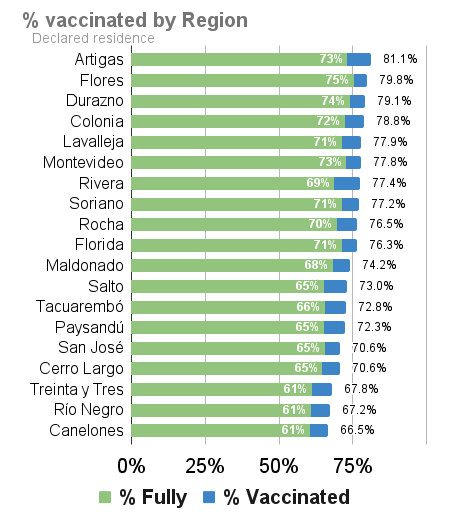 % vaccinated by Region
Declared residence
Artigas 73% 81.1%
Flores 75% 79.8%
Durazno 74% 79.1%
Colonia 72% 78.8%
Lavalleja 71% 77.9%
Montevideo 73% 77.8%
Rivera 69% 77.4%
Soriano 71% 77.2%
Rocha 70% 76.5%
Florida 71% 76.3%
Maldonado 68% 74.2%
Salto 65% 73.0%
Tacuarembó 66% 72.8%
Paysandú 65% 72.3%
San José 65% 70.6%
Cerro Largo 65% 70.6%
Treinta y Tres 61% 67.8%
Río Negro 61% 67.2%
Canelones 61% 66.5%
0% 25% 50% 75%
% Fully % Vaccinated